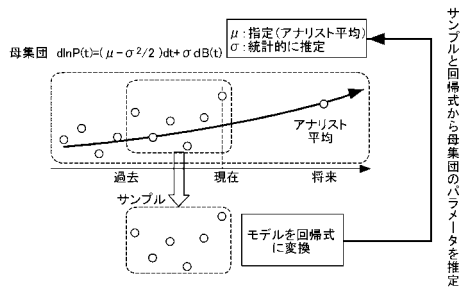 μ:指定(アナリスト平均)
σ:統計的に推定
母集団 dlnP(t)=(μ-σ²/2)dt+σdB(t)
アナリスト
平均
過去
現在
将来
サンプル
モデルを回帰式
に変換
サンプルと回帰式から母集団のパラメータを推定